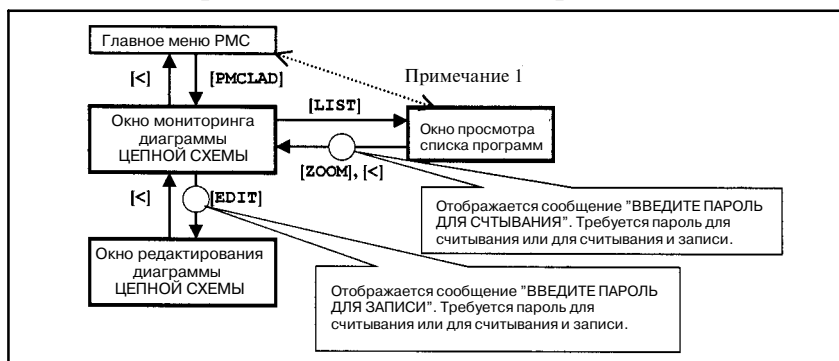 Главное меню PMC
[<]
[PMCLAD]
Примечание 1
[LIST]
Окно мониторинга
диаграммы
ЦЕПНОЙ СХЕМЫ
Окно просмотра
списка программ
[ZOOM], [<]
[<]
[EDIT]
Отображается сообщение "ВВЕДИТЕ ПАРОЛЬ
ДЛЯ СЧТЫВАНИЯ". Требуется пароль для
считывания или для считывания и записи.
Окно редактирования
диаграммы
ЦЕПНОЙ СХЕМЫ
Отображается сообщение "ВВЕДИТЕ ПАРОЛЬ
ДЛЯ ЗАПИСИ". Требуется пароль для
считывания или для считывания и записи.